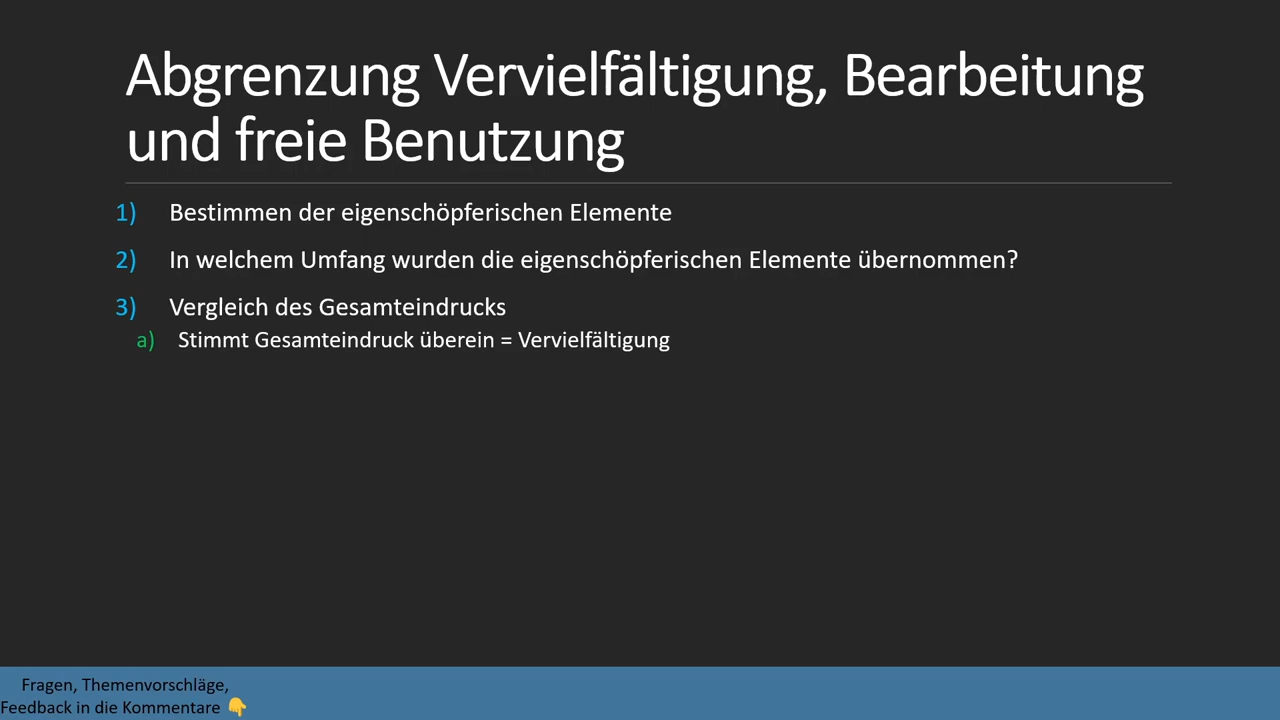 Abgrenzung Vervielfältigung, Bearbeitung
und freie Benutzung
1) Bestimmen der eigenschöpferischen Elemente
2) In welchem Umfang wurden die eigenschöpferischen Elemente übernommen?
3) Vergleich des Gesamteindrucks
a) Stimmt Gesamteindruck überein = Vervielfältigung
Fragen, Themenvorschläge,
Feedback in die Kommentare 👇